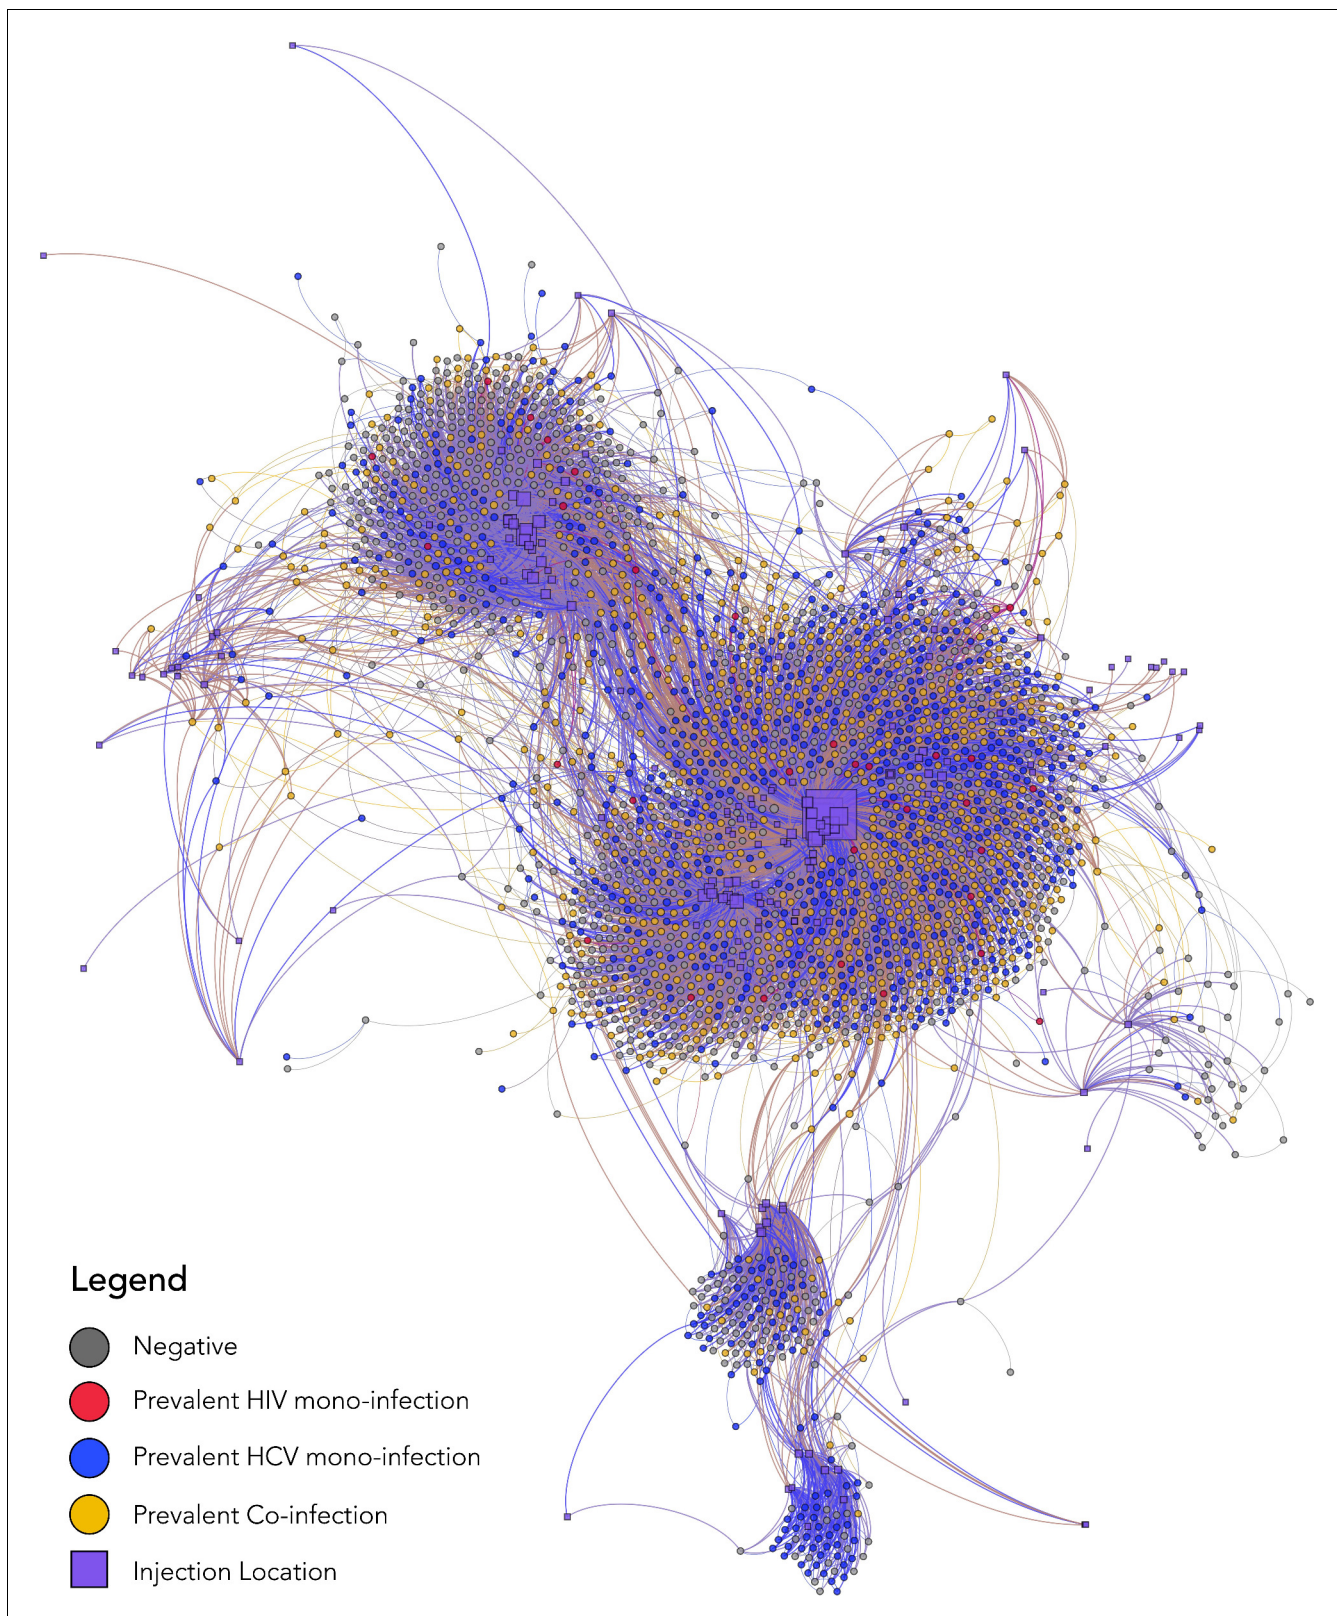 Legend
Negative
Prevalent HIV mono-infection
Prevalent HCV mono-infection
Prevalent Co-infection
Injection Location